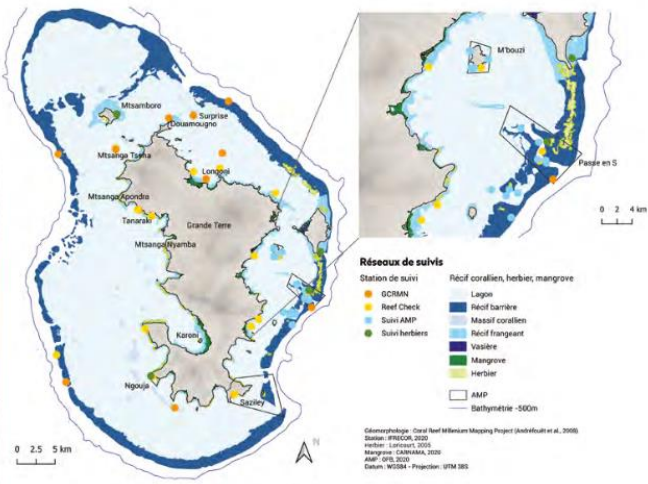 Mtsamboro
Surprise
Douamougno
Mtsanga Tsoha
Longoni
Mtsanga Apondra
Tanaraki
Grande Terre
Mtsanga Nyamba
Karoni
Ngouja
Saziley
0 2.5 5 km
N
M'bouzi
Passe en S
0 2 4 km
Réseaux de suivis
Station de suivi
GCRMN
Reef Check
Suivi AMP
Suivi herbiers
Récif corallien, herbier, mangrove
Lagon
Récif barrière
Massif corallien
Récif frangeant
Vasière
Mangrove
Herbier
AMP
Bathymétrie -500m
Géomorphologie : Coral Reef Millenium Mapping Project (Andréfouët et al., 2008)
Station : IFRECOR, 2020
Herbier : Loricourt, 2005
Mangrove : CARHAMA, 2020
AMP : OFB, 2020
Datum : WGS84 - Projection : UTM 38S